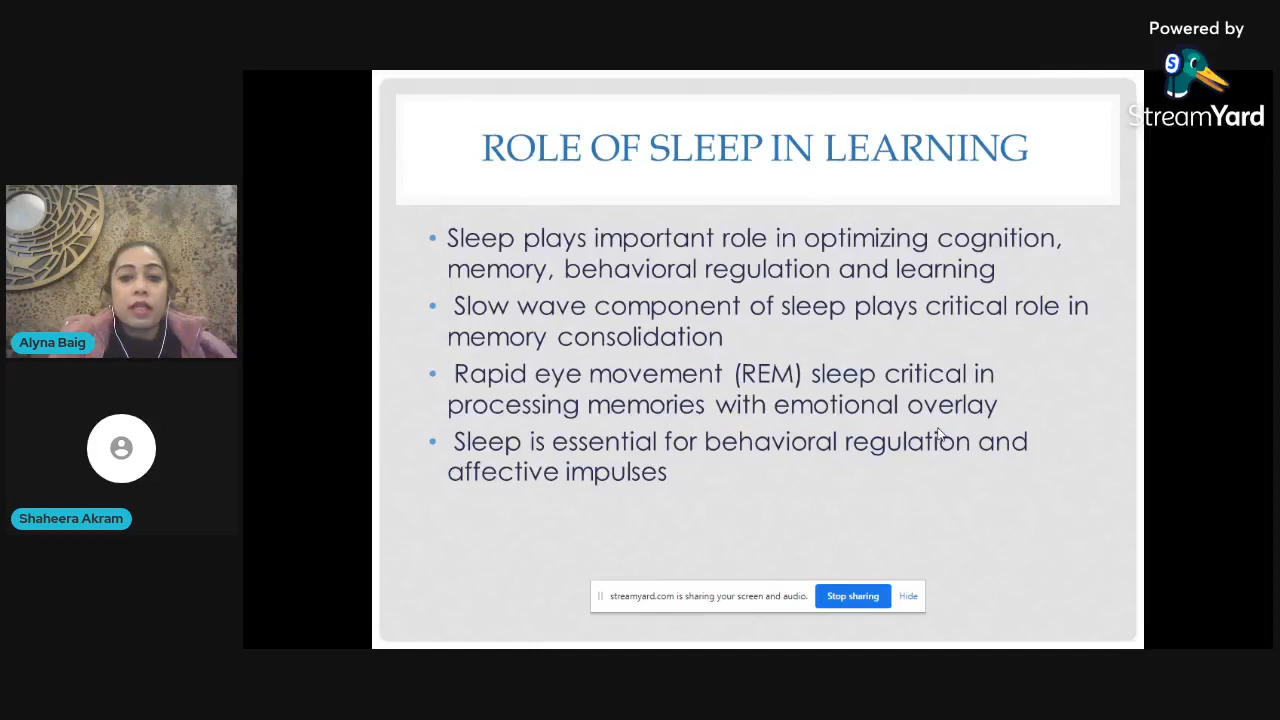 Powered by
StreamYard
ROLE OF SLEEP IN LEARNING
• Sleep plays important role in optimizing cognition,
memory, behavioral regulation and learning
• Slow wave component of sleep plays critical role in
memory consolidation
• Rapid eye movement (REM) sleep critical in
processing memories with emotional overlay
• Sleep is essential for behavioral regulation and
affective impulses
streamyard.com is sharing your screen and audio. Stop sharing Hide
Alyna Baig
Shaheera Akram